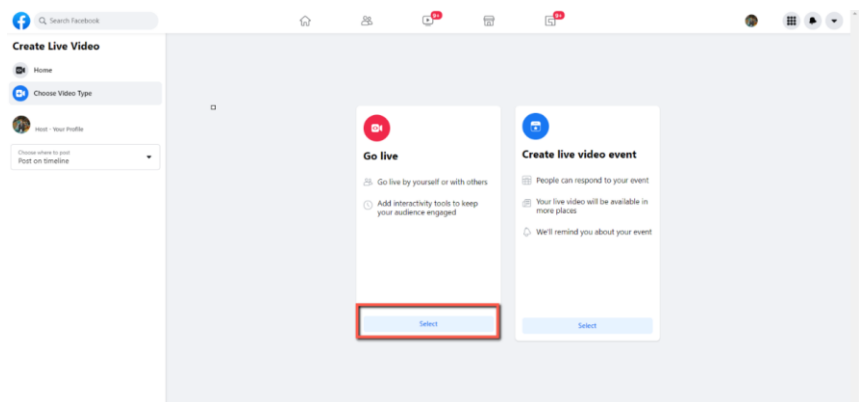 Search Facebook
9+
9+
Create Live Video
Home
Choose Video Type
Host - Your Profile
Choose where to post
Post on timeline
Go live
Go live by yourself or with others
Add interactivity tools to keep
your audience engaged
Select
Create live video event
People can respond to your event
Your live video will be available in
more places
We'll remind you about your event
Select